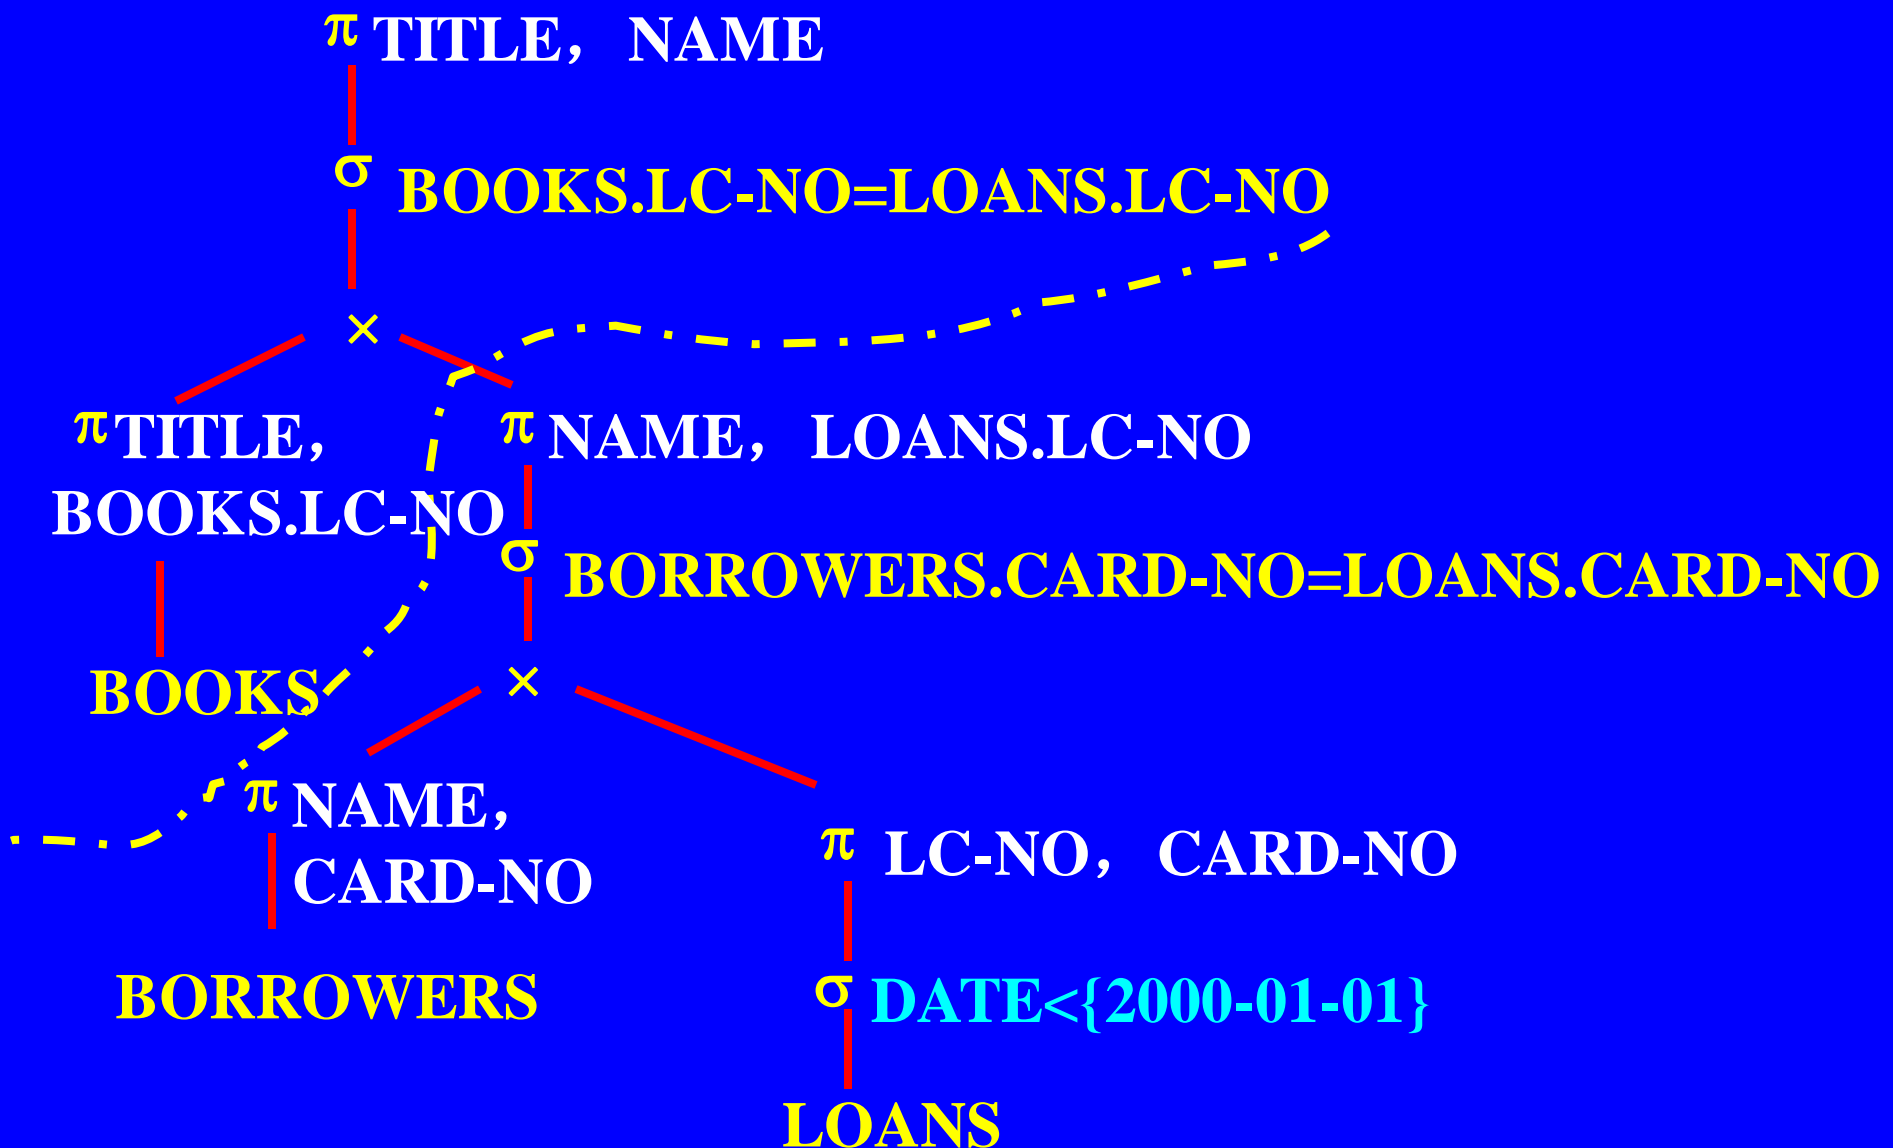 π TITLE， NAME
σ BOOKS.LC-NO=LOANS.LC-NO
×
π TITLE，
BOOKS.LC-NO
π NAME， LOANS.LC-NO
σ BORROWERS.CARD-NO=LOANS.CARD-NO
BOOKS
×
π NAME，
CARD-NO
π LC-NO， CARD-NO
BORROWERS
σ DATE<{2000-01-01}
LOANS